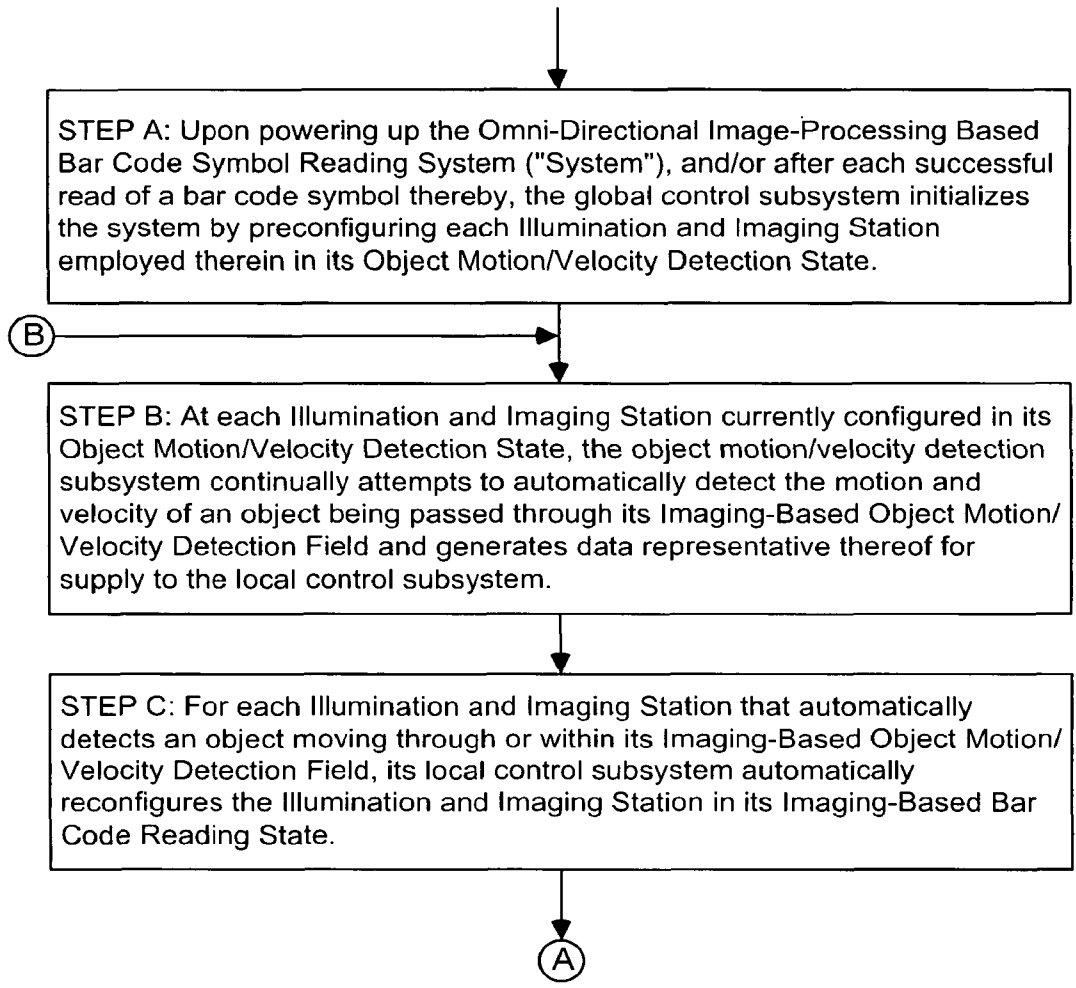 STEP A: Upon powering up the Omni-Directional Image-Processing Based
Bar Code Symbol Reading System ("System"), and/or after each successful
read of a bar code symbol thereby, the global control subsystem initializes
the system by preconfiguring each Illumination and Imaging Station
employed therein in its Object Motion/Velocity Detection State.
B
STEP B: At each Illumination and Imaging Station currently configured in its
Object Motion/Velocity Detection State, the object motion/velocity detection
subsystem continually attempts to automatically detect the motion and
velocity of an object being passed through its Imaging-Based Object Motion/
Velocity Detection Field and generates data representative thereof for
supply to the local control subsystem.
STEP C: For each Illumination and Imaging Station that automatically
detects an object moving through or within its Imaging-Based Object Motion/
Velocity Detection Field, its local control subsystem automatically
reconfigures the Illumination and Imaging Station in its Imaging-Based Bar
Code Reading State.
A